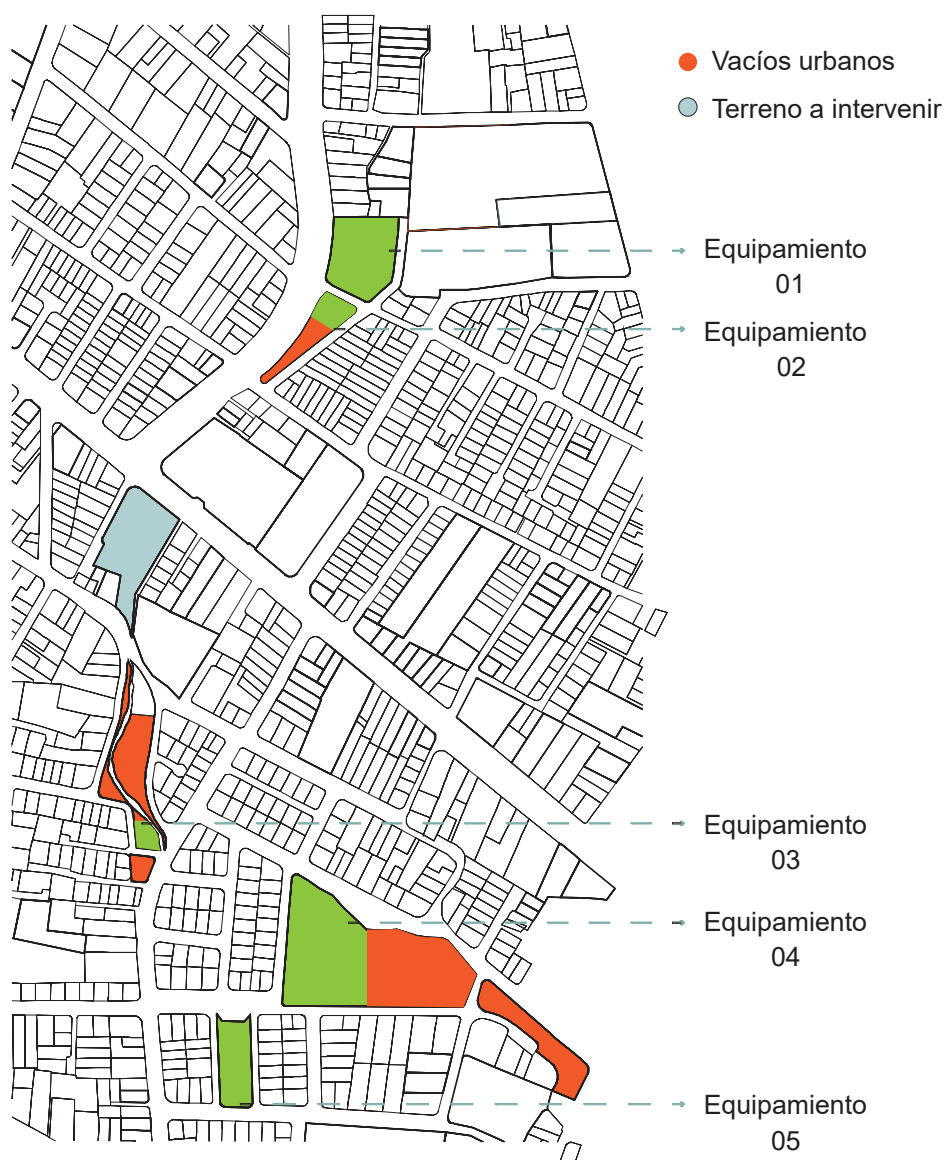 Vacíos urbanos
Terreno a intervenir
Equipamiento
01
Equipamiento
02
Equipamiento
03
Equipamiento
04
Equipamiento
05